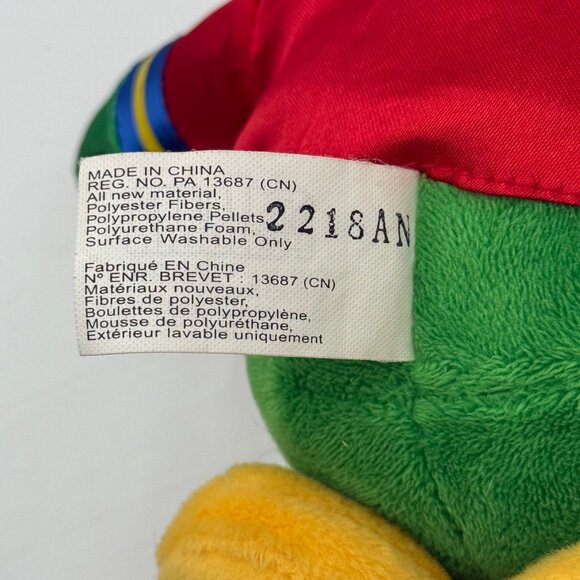 MADE IN CHINA
REG. NO. PA 13687 (CN)
All new material,
Polyester Fibers,
Polypropylene Pellets,
Polyurethane Foam,
Surface Washable Only
2218AN
Fabriqué EN Chine
Nº ENR. BREVET : 13687 (CN)
Matériaux nouveaux,
Fibres de polyester,
Boulettes de polypropylène,
Mousse de polyuréthane,
Extérieur lavable uniquement